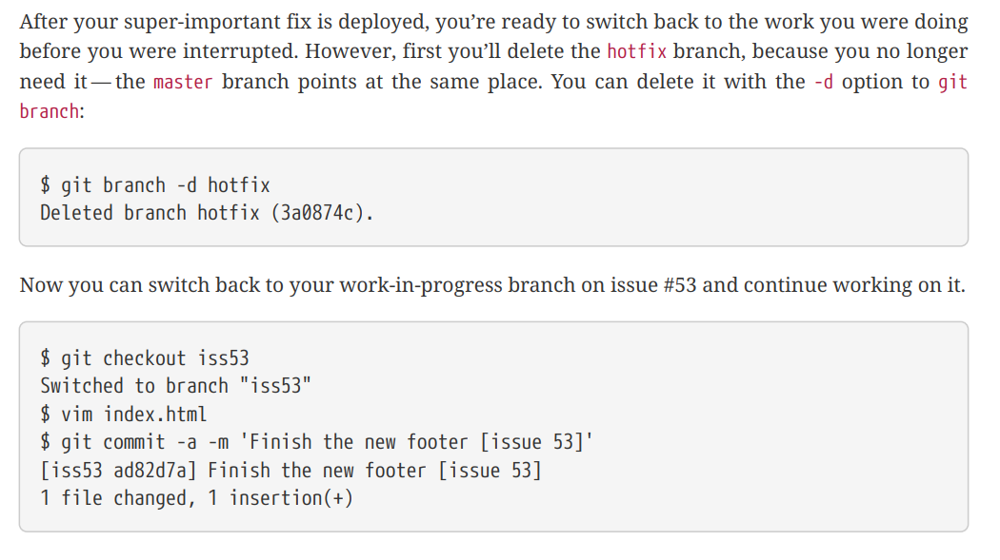 After your super-important fix is deployed, you’re ready to switch back to the work you were doing
before you were interrupted. However, first you’ll delete the hotfix branch, because you no longer
need it — the master branch points at the same place. You can delete it with the -d option to git
branch:
$ git branch -d hotfix
Deleted branch hotfix (3a0874c).
Now you can switch back to your work-in-progress branch on issue #53 and continue working on it.
$ git checkout iss53
Switched to branch "iss53"
$ vim index.html
$ git commit -a -m 'Finish the new footer [issue 53]'
[iss53 ad82d7a] Finish the new footer [issue 53]
1 file changed, 1 insertion(+)